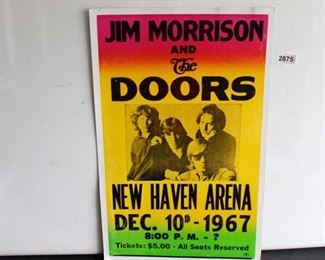 JIM MORRISON
AND
The
DOORS
NEW HAVEN ARENA
DEC. 10th - 1967
8:00 P. M. - ?
Tickets: $5.00 - All Seats Reserved
2875